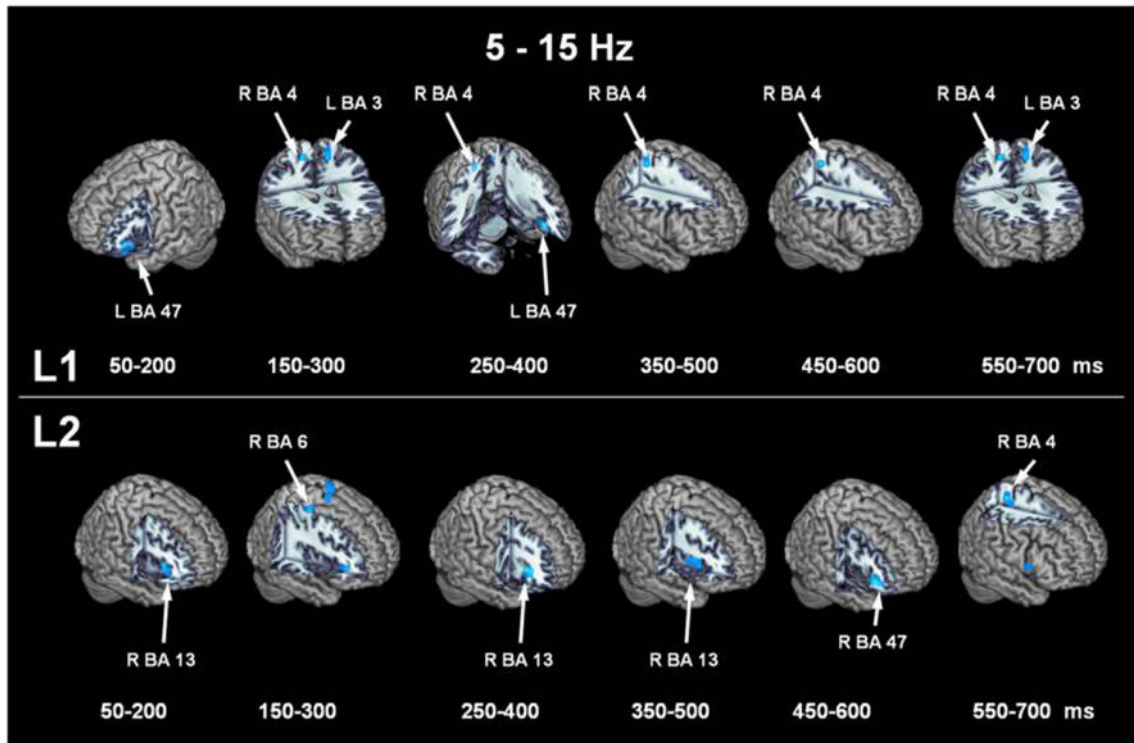 5 - 15 Hz
R BA 4
L BA 3
R BA 4
R BA 4
R BA 4
R BA 4
L BA 3
L BA 47
L BA 47
L1
50-200
150-300
250-400
350-500
450-600
550-700 ms
L2
R BA 6
R BA 4
R BA 13
R BA 13
R BA 13
R BA 47
50-200
150-300
250-400
350-500
450-600
550-700 ms